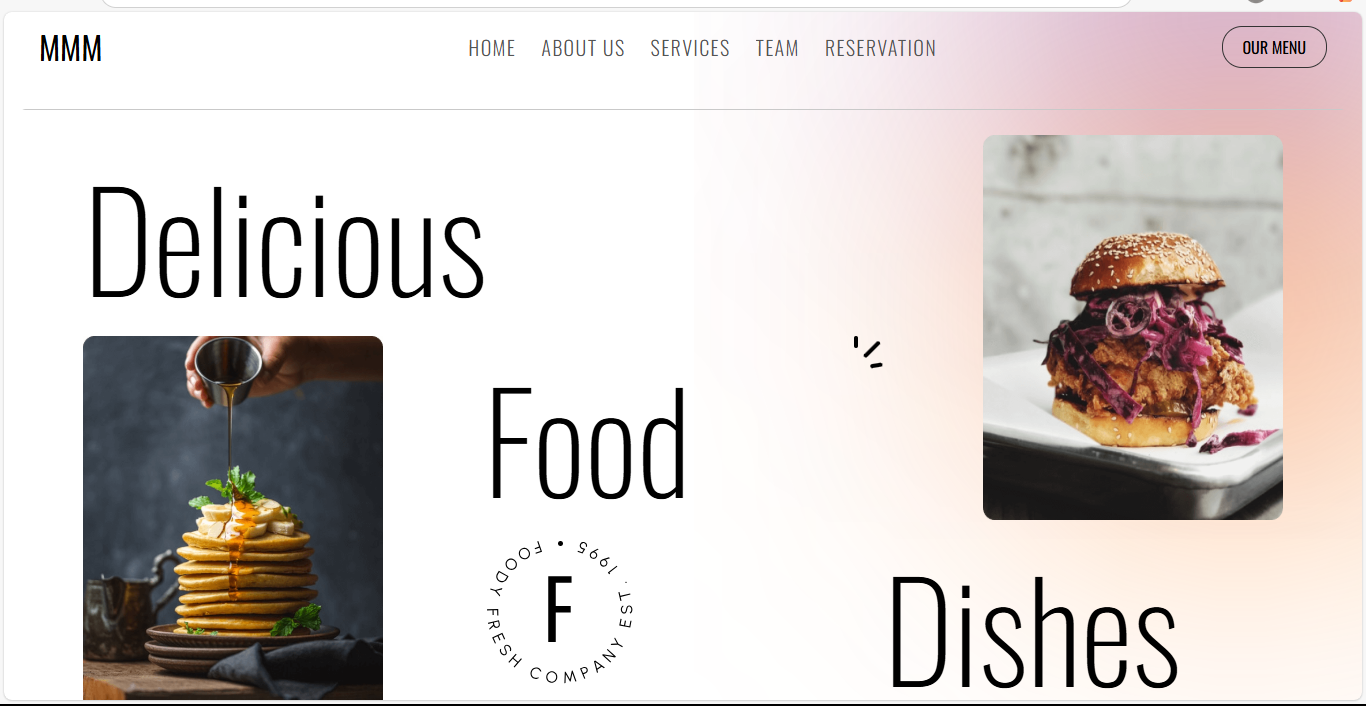 MMM
HOME ABOUT US SERVICES TEAM RESERVATION
OUR MENU
Delicious
Food
FOODY FRESH COMPANY EST. 1995 •
F
Dishes